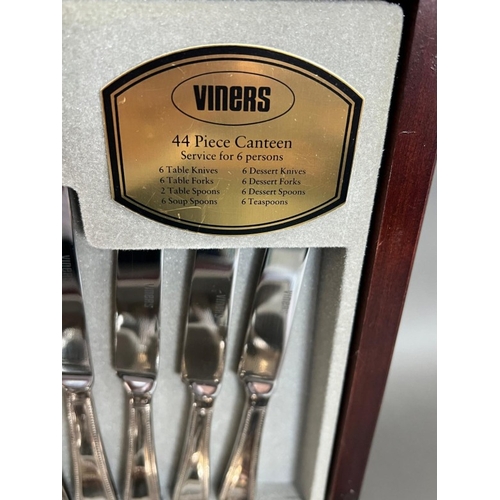 VINERS
44 Piece Canteen
Service for 6 persons
6 Table Knives 6 Dessert Knives
6 Table Forks 6 Dessert Forks
2 Table Spoons 6 Dessert Spoons
6 Soup Spoons 6 Teaspoons